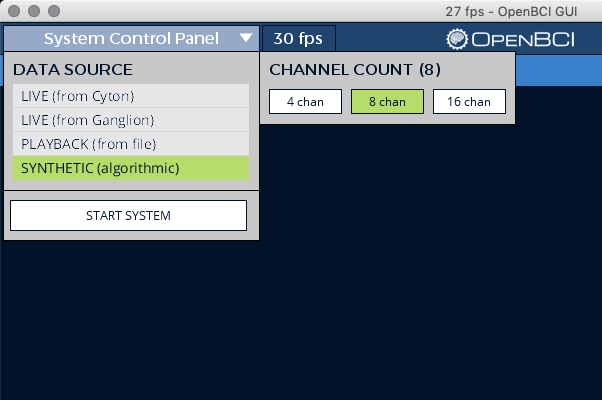 27 fps - OpenBCI GUI
System Control Panel
30 fps
OPENBCI
DATA SOURCE
LIVE (from Cyton)
LIVE (from Ganglion)
PLAYBACK (from file)
SYNTHETIC (algorithmic)
START SYSTEM
CHANNEL COUNT (8)
4 chan
8 chan
16 chan